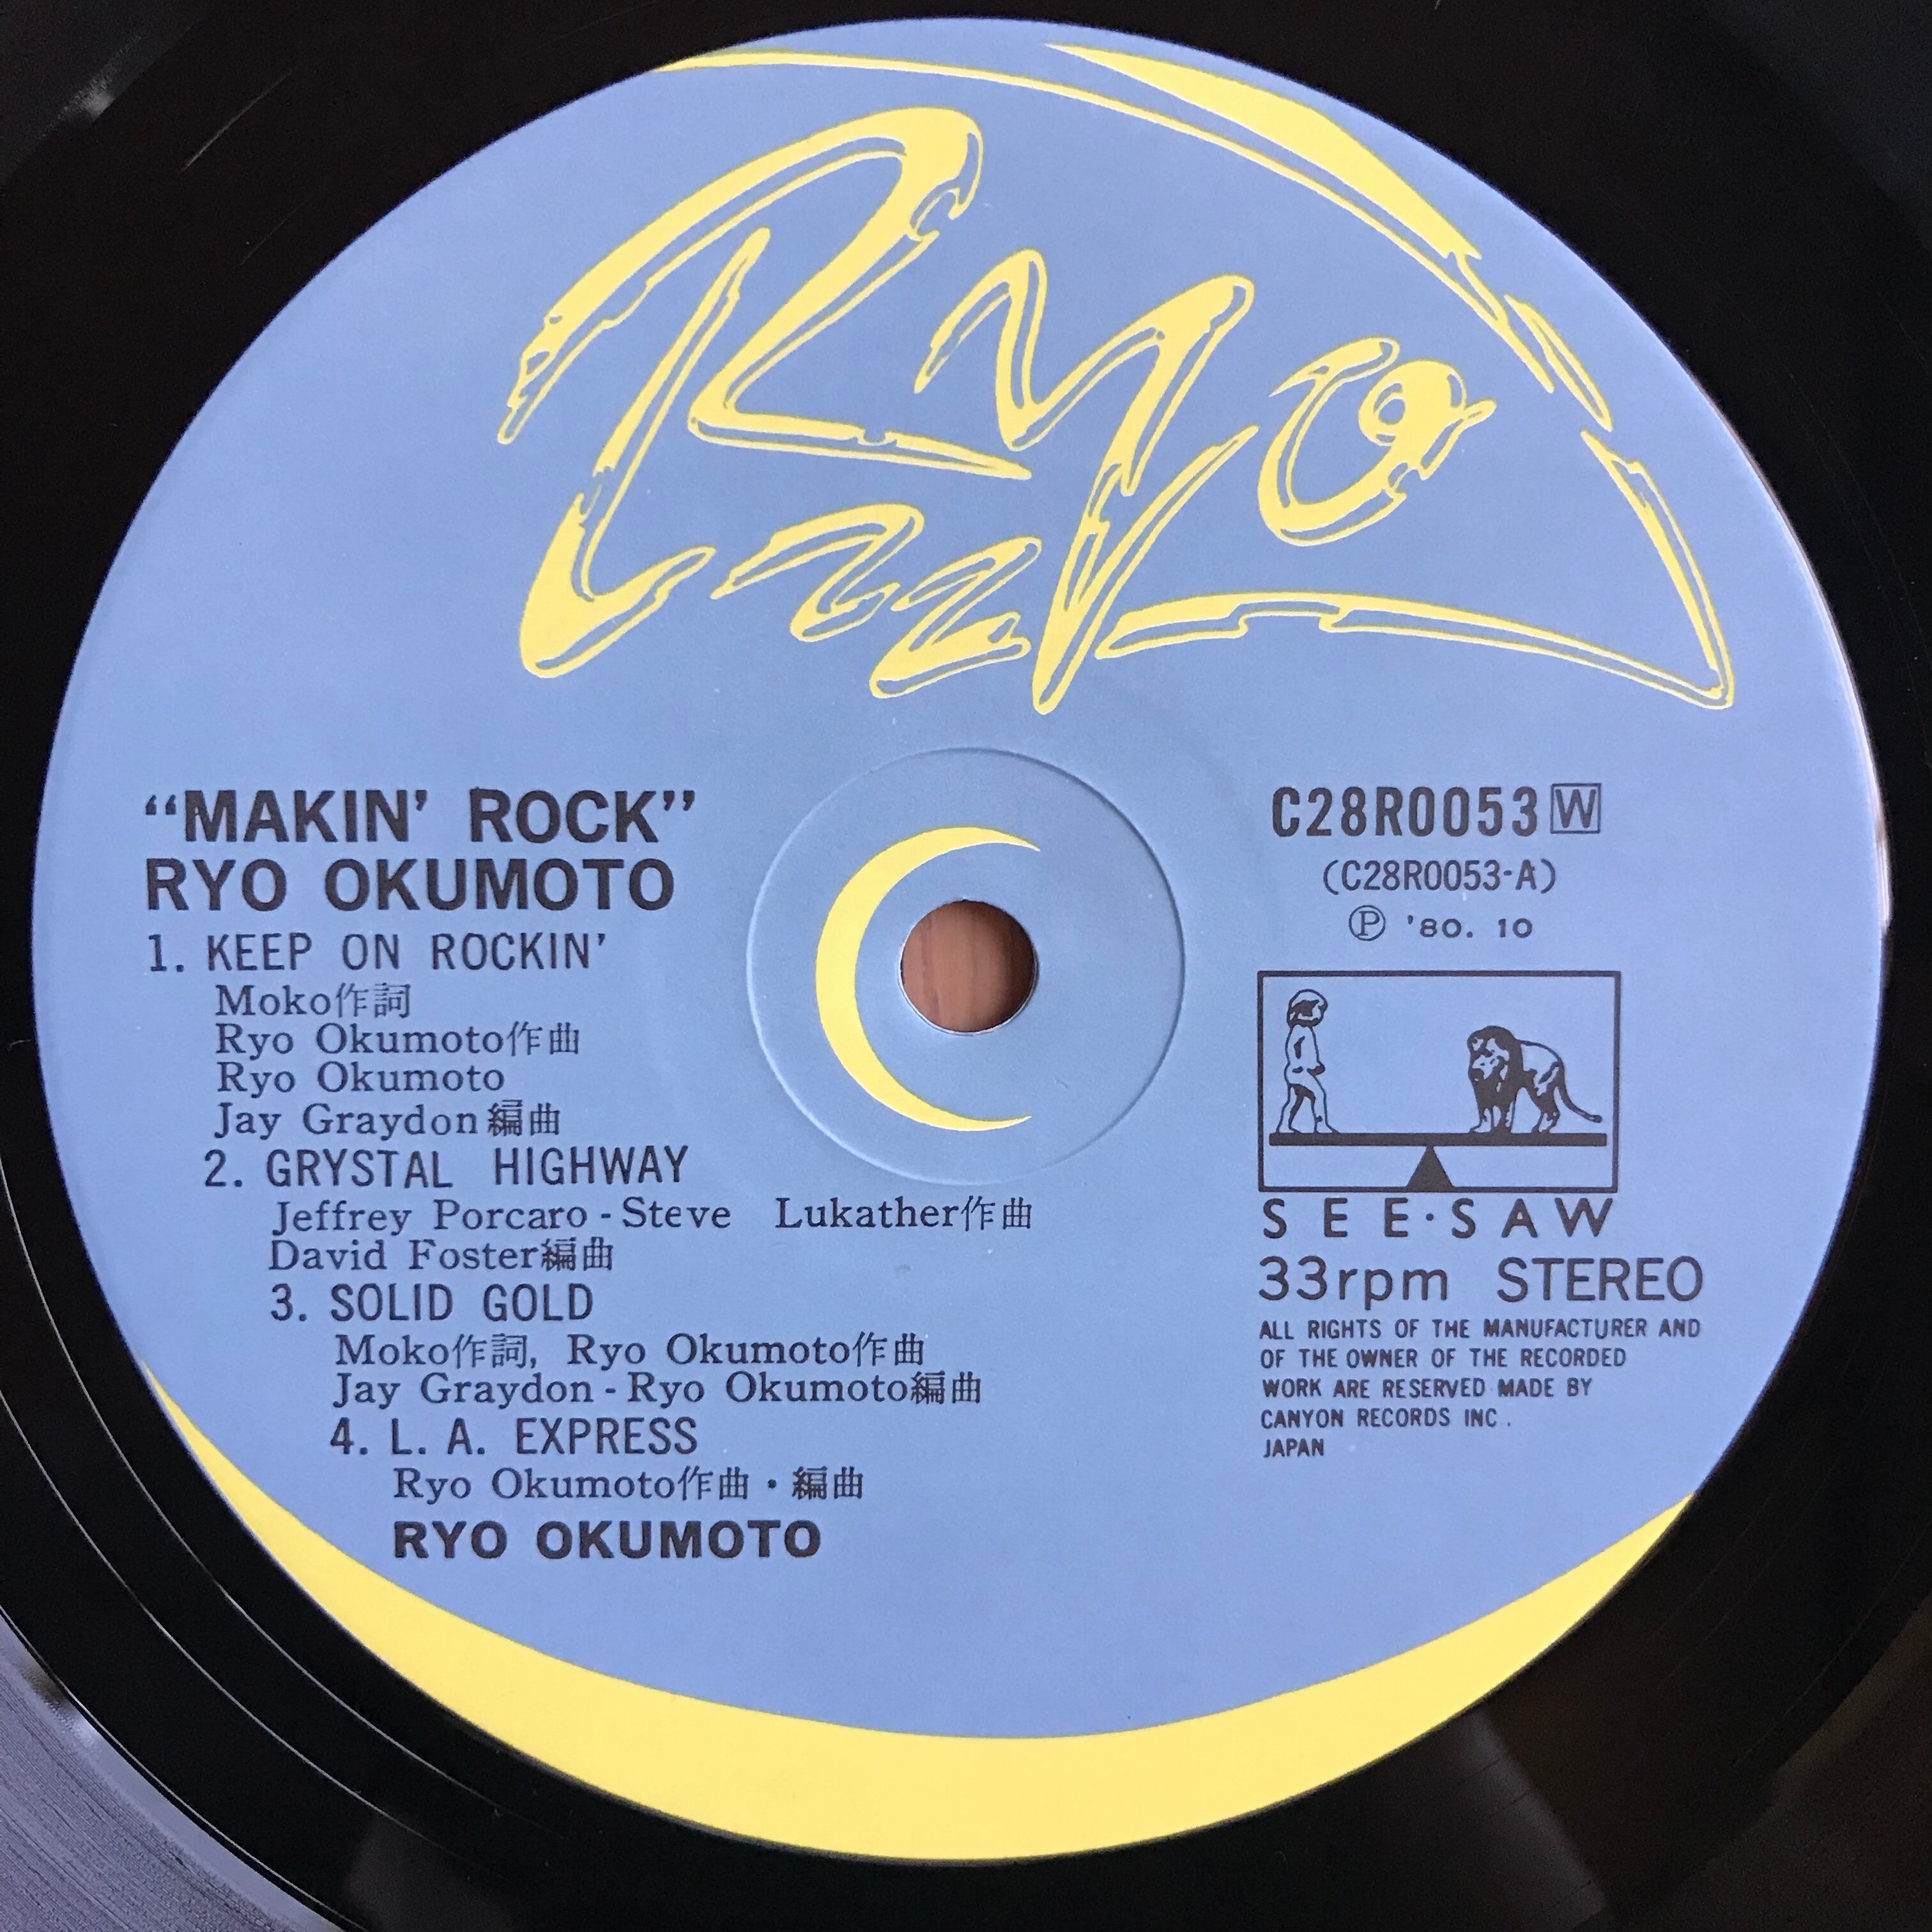 Ryo
"MAKIN' ROCK"
RYO OKUMOTO
1. KEEP ON ROCKIN'
Moko作詞
Ryo Okumoto作曲
Ryo Okumoto
Jay Graydon編曲
2. GRYSTAL HIGHWAY
Jeffrey Porcaro - Steve Lukather作曲
David Foster編曲
3. SOLID GOLD
Moko作詞, Ryo Okumoto作曲
Jay Graydon - Ryo Okumoto編曲
4. L. A. EXPRESS
Ryo Okumoto作曲・編曲
RYO OKUMOTO
C28R0053 W
(C28R0053-A)
Ⓟ '80. 10
SEE·SAW
33rpm STEREO
ALL RIGHTS OF THE MANUFACTURER AND
OF THE OWNER OF THE RECORDED
WORK ARE RESERVED MADE BY
CANYON RECORDS INC.
JAPAN